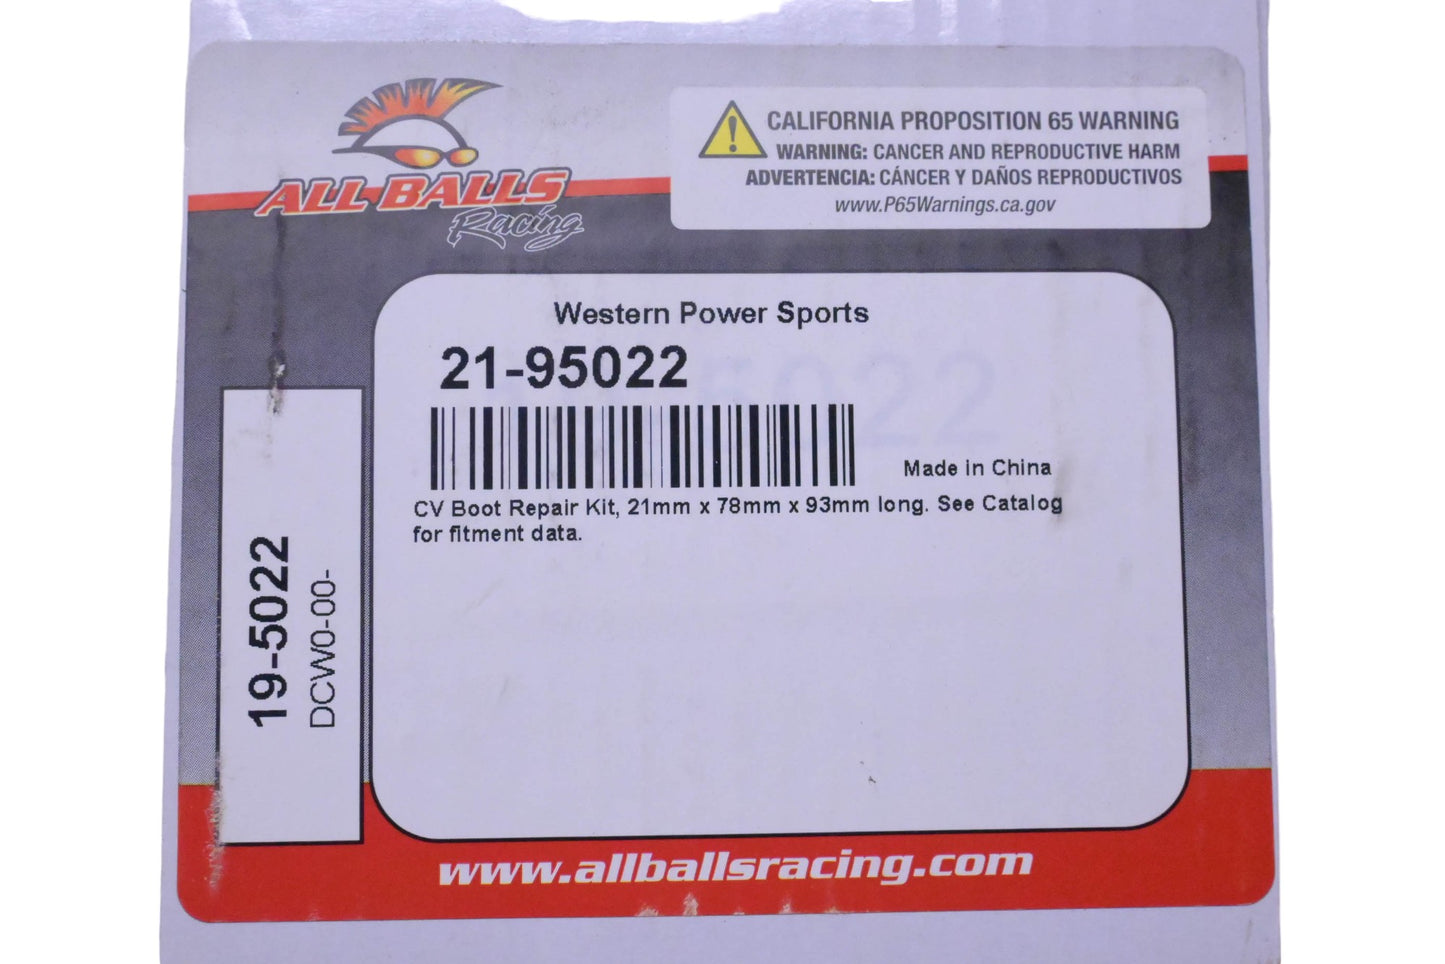 ALL BALLS
Racing
CALIFORNIA PROPOSITION 65 WARNING
WARNING: CANCER AND REPRODUCTIVE HARM
ADVERTENCIA: CÁNCER Y DAÑOS REPRODUCTIVOS
www.P65Warnings.ca.gov
Western Power Sports
21-95022
Made in China
CV Boot Repair Kit, 21mm x 78mm x 93mm long. See Catalog
for fitment data.
19-5022
DCW0-00-
www.allballsracing.com